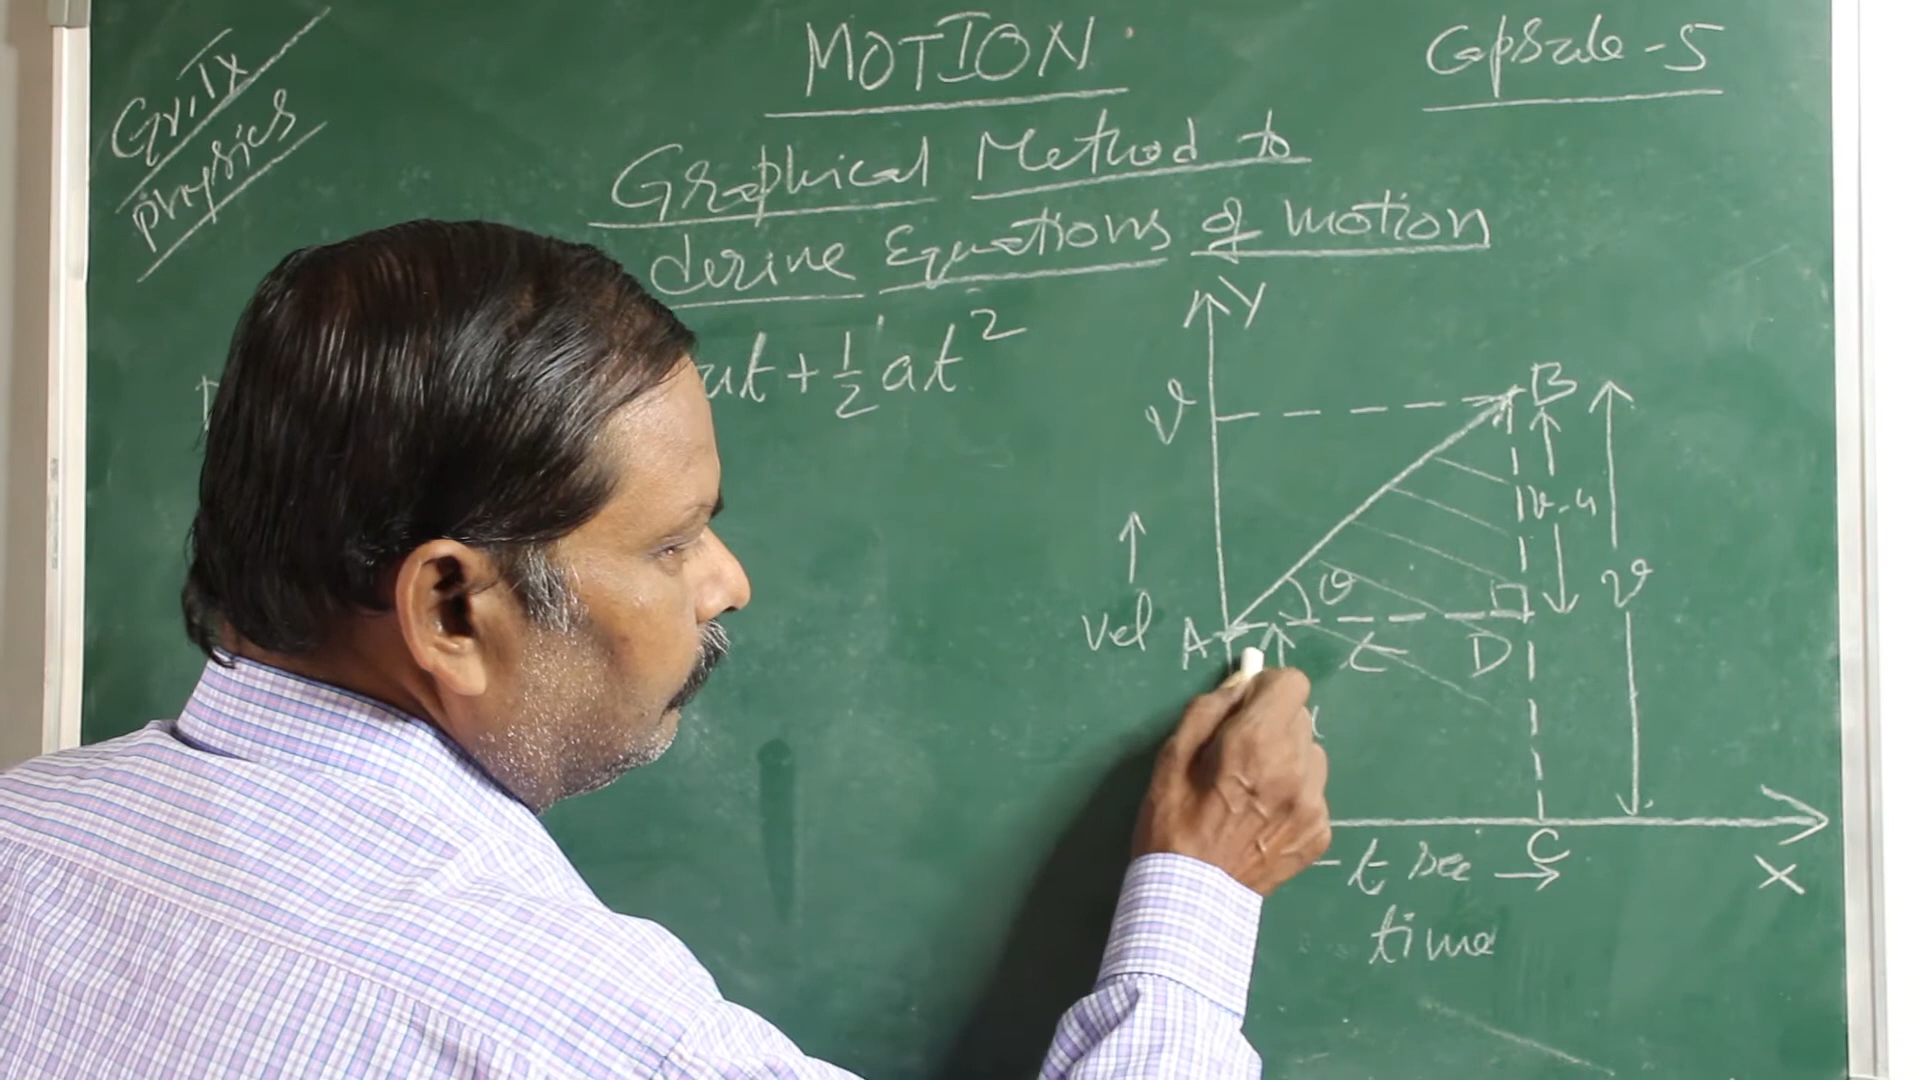 Gr. IX
physics
MOTION
Capsule-5
Graphical Method to
derive Equations of motion
ut + 1/2 at²
Y
v
B
v-u
v
θ
vel
A
t
D
t sec
C
X
time